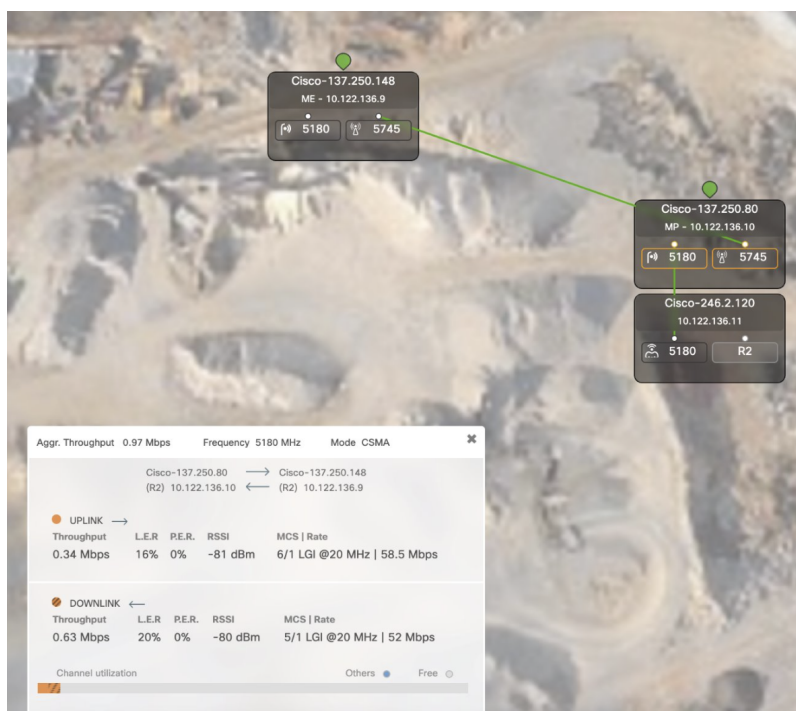 Cisco-137.250.148
ME - 10.122.136.9
5180 5745
Cisco-137.250.80
MP - 10.122.136.10
5180 5745
Cisco-246.2.120
10.122.136.11
5180 R2
Aggr. Throughput 0.97 Mbps Frequency 5180 MHz Mode CSMA
Cisco-137.250.80 → Cisco-137.250.148
(R2) 10.122.136.10 ← (R2) 10.122.136.9
UPLINK →
Throughput L.E.R P.E.R. RSSI MCS | Rate
0.34 Mbps 16% 0% -81 dBm 6/1 LGI @20 MHz | 58.5 Mbps
DOWNLINK ←
Throughput L.E.R P.E.R. RSSI MCS | Rate
0.63 Mbps 20% 0% -80 dBm 5/1 LGI @20 MHz | 52 Mbps
Channel utilization Others Free